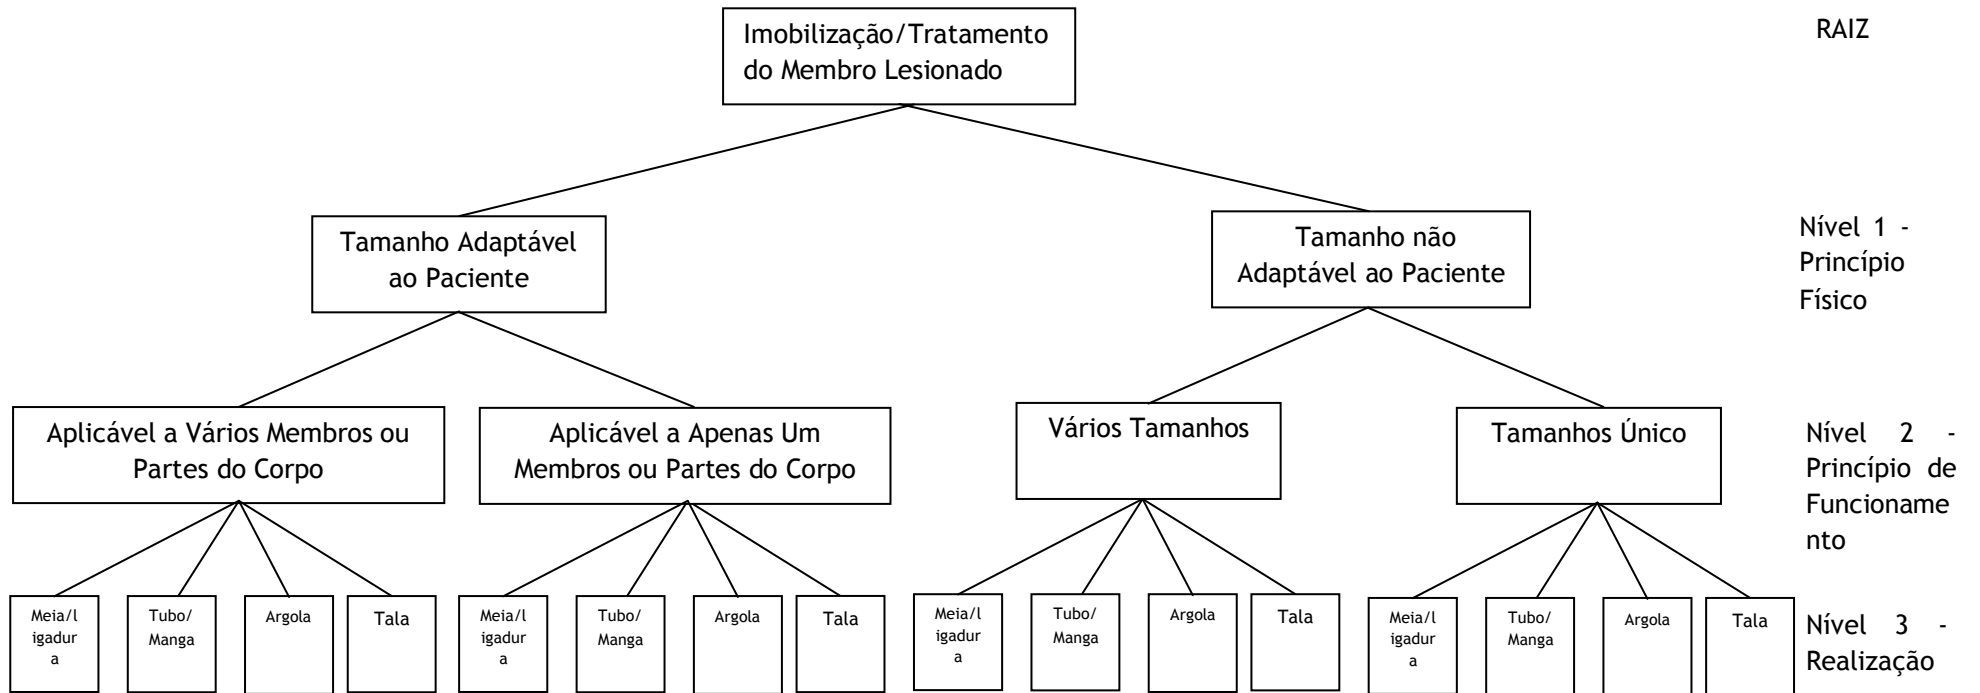 Imobilização/Tratamento
do Membro Lesionado
RAIZ
Tamanho Adaptável
ao Paciente
Tamanho não
Adaptável ao Paciente
Nível 1 -
Princípio
Físico
Aplicável a Vários Membros ou
Partes do Corpo
Aplicável a Apenas Um
Membros ou Partes do Corpo
Vários Tamanhos
Tamanhos Único
Nível 2 -
Princípio de
Funcioname
nto
Meia/l
igadur
a
Tubo/
Manga
Argola
Tala
Meia/l
igadur
a
Tubo/
Manga
Argola
Tala
Meia/l
igadur
a
Tubo/
Manga
Argola
Tala
Meia/l
igadur
a
Tubo/
Manga
Argola
Tala
Nível 3 -
Realização